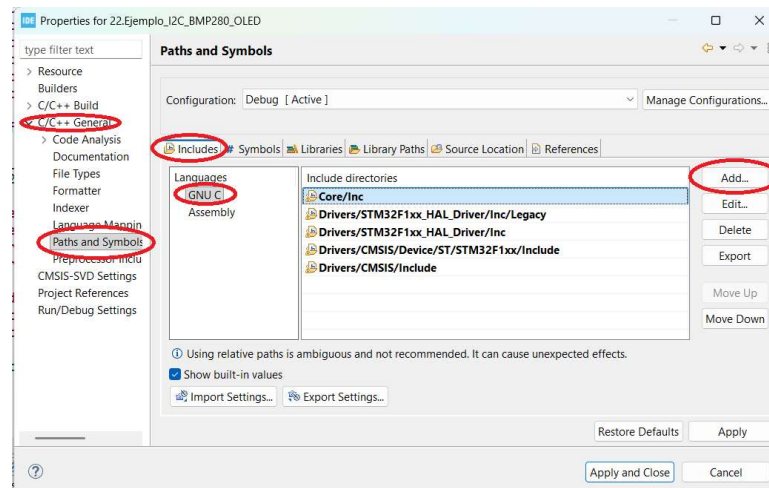 IDE Properties for 22.Ejemplo_I2C_BMP280_OLED
type filter text
Paths and Symbols
Resource
Builders
C/C++ Build
C/C++ General
Code Analysis
Documentation
File Types
Formatter
Indexer
Language Mappin
Paths and Symbols
Preprocessor Inclu
CMSIS-SVD Settings
Project References
Run/Debug Settings
Configuration: Debug [ Active ]
Manage Configurations...
Includes # Symbols Libraries Library Paths Source Location References
Languages
GNU C
Assembly
Include directories
Core/Inc
Drivers/STM32F1xx_HAL_Driver/Inc/Legacy
Drivers/STM32F1xx_HAL_Driver/Inc
Drivers/CMSIS/Device/ST/STM32F1xx/Include
Drivers/CMSIS/Include
Add...
Edit...
Delete
Export
Move Up
Move Down
Using relative paths is ambiguous and not recommended. It can cause unexpected effects.
Show built-in values
Import Settings... Export Settings...
Restore Defaults Apply
Apply and Close Cancel